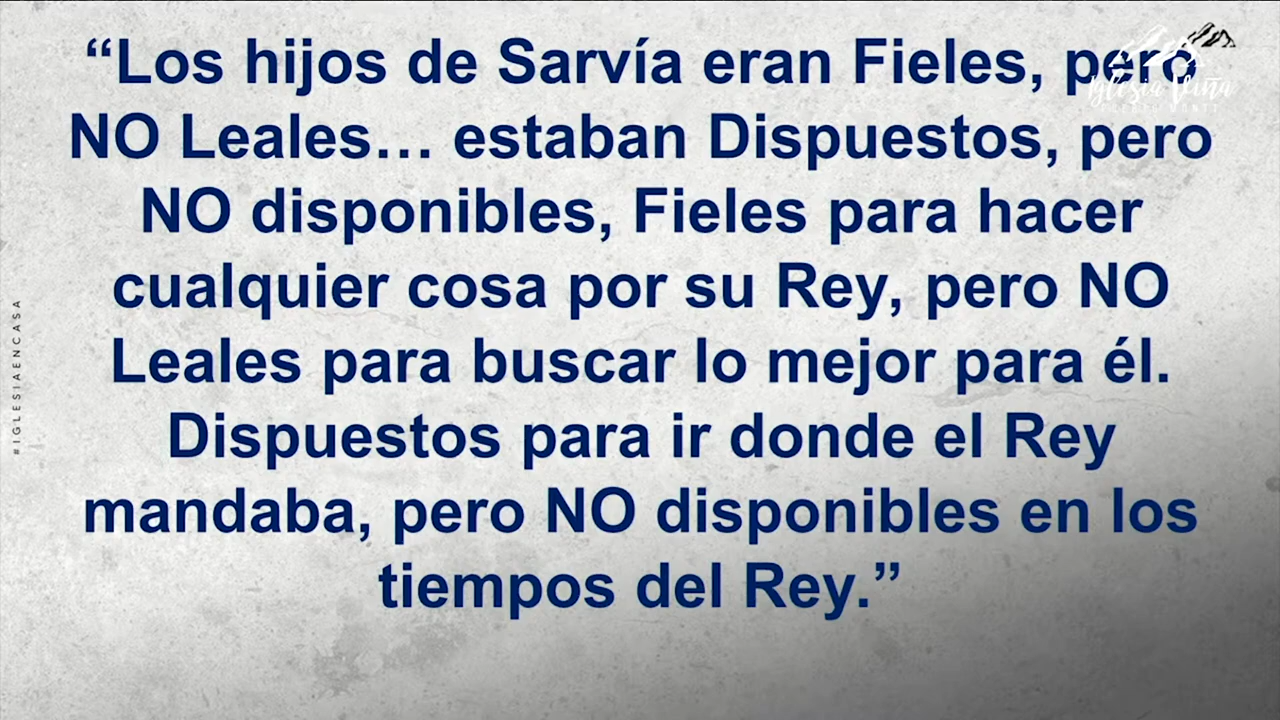 “Los hijos de Sarvía eran Fieles, pero
NO Leales... estaban Dispuestos, pero
NO disponibles, Fieles para hacer
cualquier cosa por su Rey, pero NO
Leales para buscar lo mejor para él.
Dispuestos para ir donde el Rey
mandaba, pero NO disponibles en los
tiempos del Rey.”
Iglesia Viña
#IGLESIAENCASA